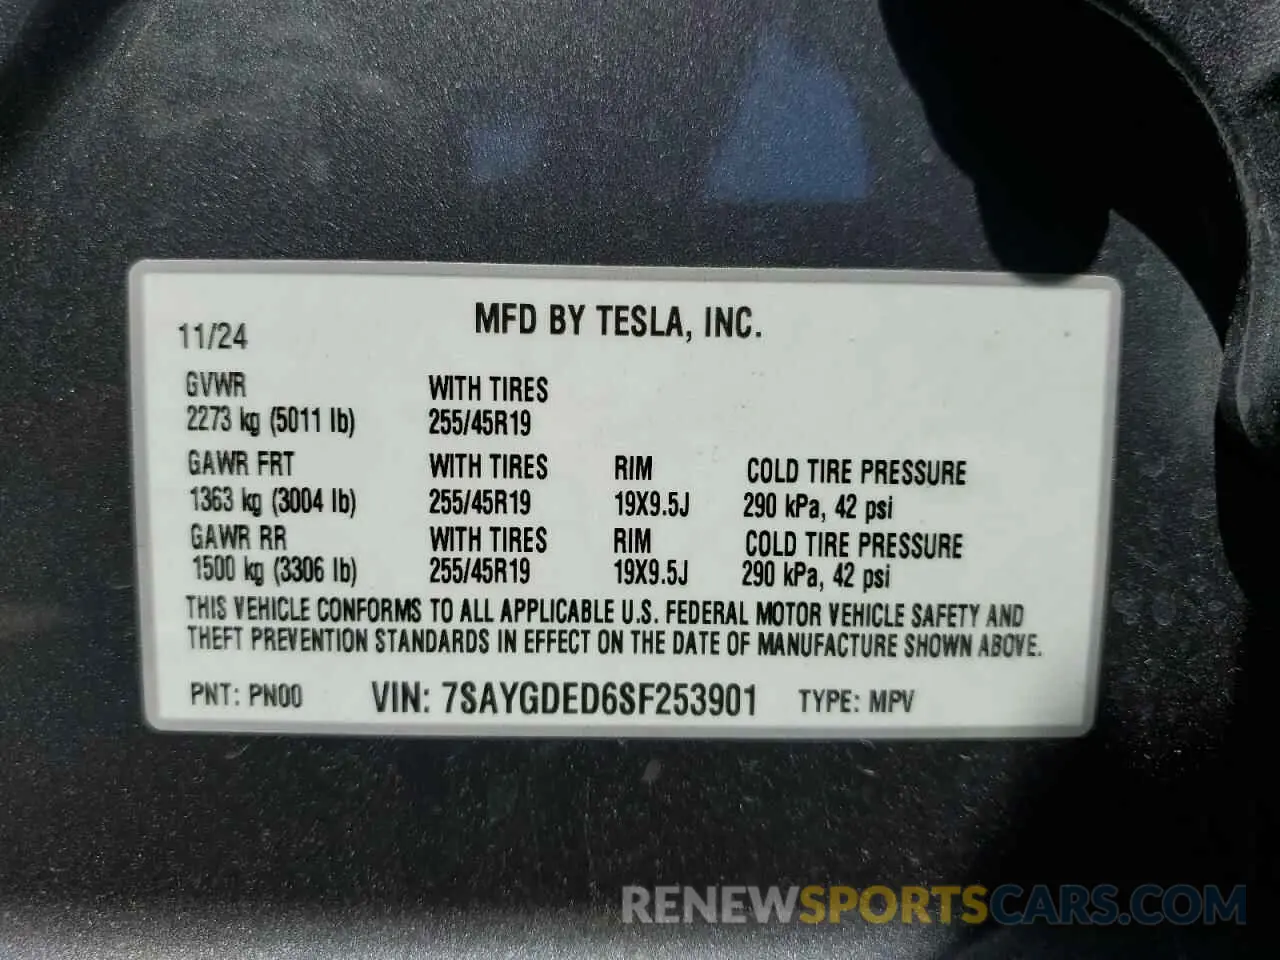 MFD BY TESLA, INC.
11/24
GVWR WITH TIRES
2273 kg (5011 lb) 255/45R19
GAWR FRT WITH TIRES RIM COLD TIRE PRESSURE
1363 kg (3004 lb) 255/45R19 19X9.5J 290 kPa, 42 psi
GAWR RR WITH TIRES RIM COLD TIRE PRESSURE
1500 kg (3306 lb) 255/45R19 19X9.5J 290 kPa, 42 psi
THIS VEHICLE CONFORMS TO ALL APPLICABLE U.S. FEDERAL MOTOR VEHICLE SAFETY AND
THEFT PREVENTION STANDARDS IN EFFECT ON THE DATE OF MANUFACTURE SHOWN ABOVE.
PNT: PN00 VIN: 7SAYGDED6SF253901 TYPE: MPV
RENEWSPORTSCARS.COM